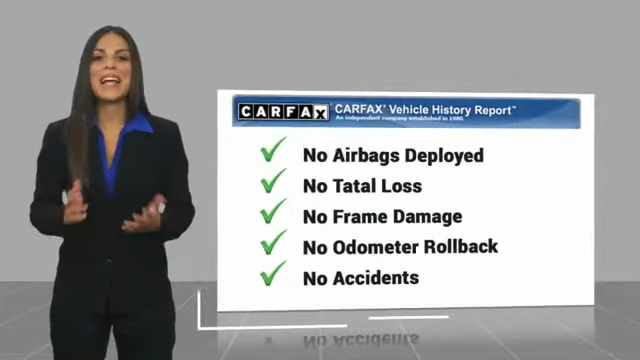 CARFAX CARFAX® Vehicle History Report™
An independent company established in 1986
No Airbags Deployed
No Tatal Loss
No Frame Damage
No Odometer Rollback
No Accidents